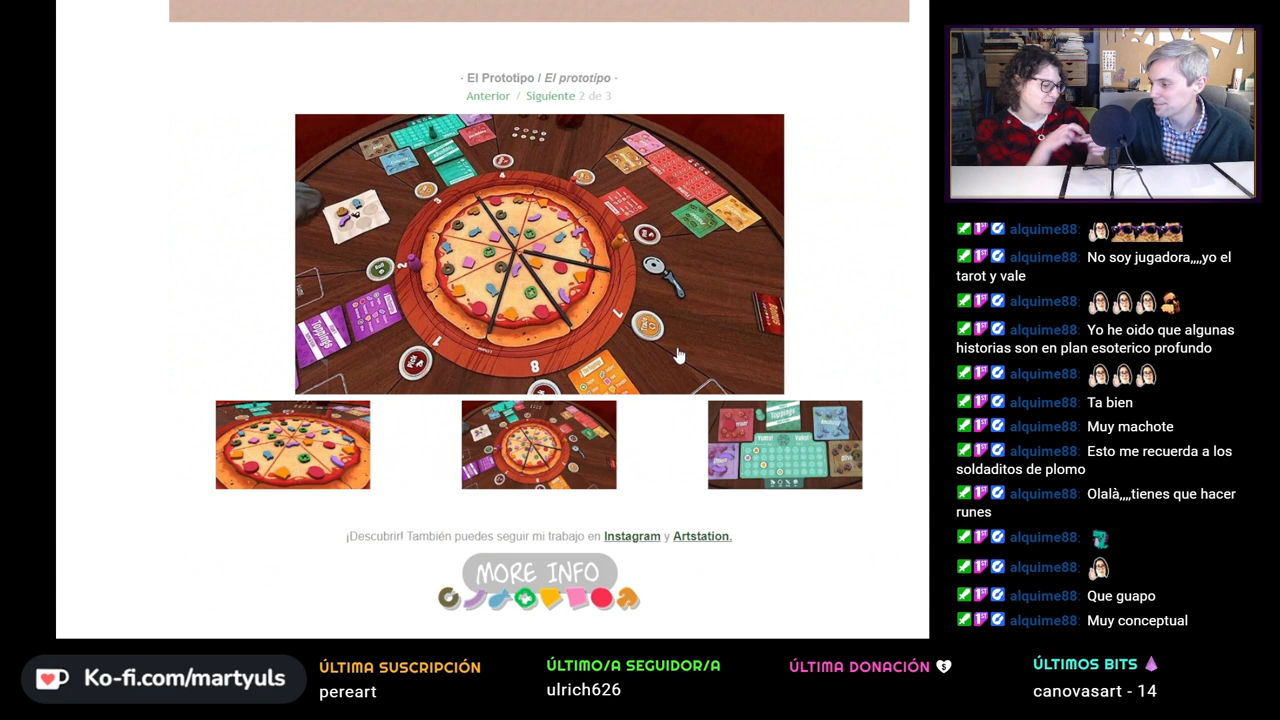 · El Prototipo / El prototipo ·
Anterior / Siguiente 2 de 3
¡Descubrir! También puedes seguir mi trabajo en Instagram y Artstation.
MORE INFO
alquime88:
alquime88: No soy jugadora,,,,yo el
tarot y vale
alquime88:
alquime88: Yo he oido que algunas
historias son en plan esoterico profundo
alquime88:
alquime88: Ta bien
alquime88: Muy machote
alquime88: Esto me recuerda a los
soldaditos de plomo
alquime88: Olalà,,,,tienes que hacer
runes
alquime88:
alquime88:
alquime88: Que guapo
alquime88: Muy conceptual
Ko-fi.com/martyuls
ÚLTIMA SUSCRIPCIÓN
pereart
ÚLTIMO/A SEGUIDOR/A
ulrich626
ÚLTIMA DONACIÓN
ÚLTIMOS BITS
canovasart - 14